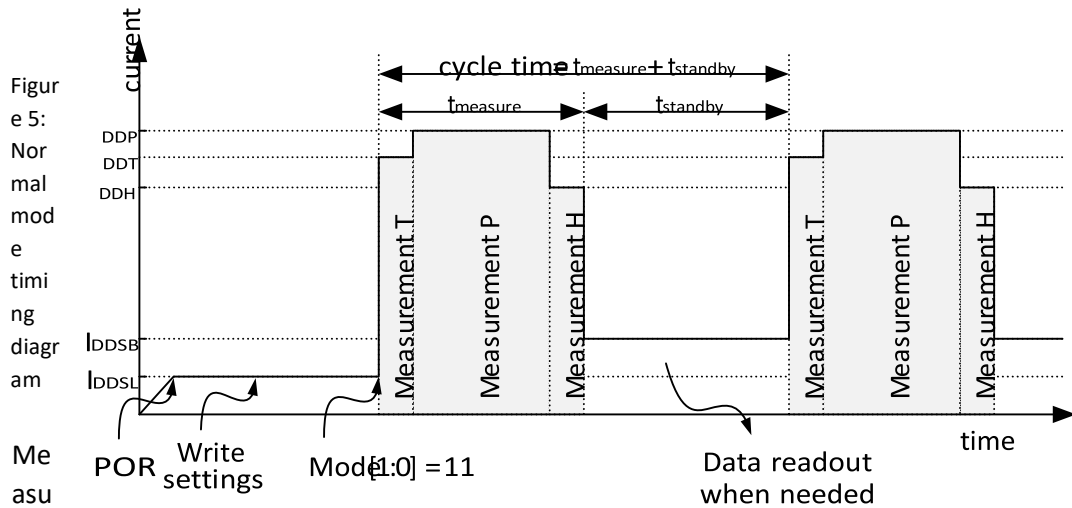 current
cycle time = tmeasure + tstandby
tmeasure
tstandby
Figur
e 5:
Nor
mal
mod
e
timi
ng
diagr
am
DDP
DDT
DDH
IDDSB
IDDSL
Measurement T
Measurement P
Measurement H
Measurement T
Measurement P
Measurement H
time
POR
Write
settings
Mode[1:0] = 11
Data readout
when needed
Me
asu